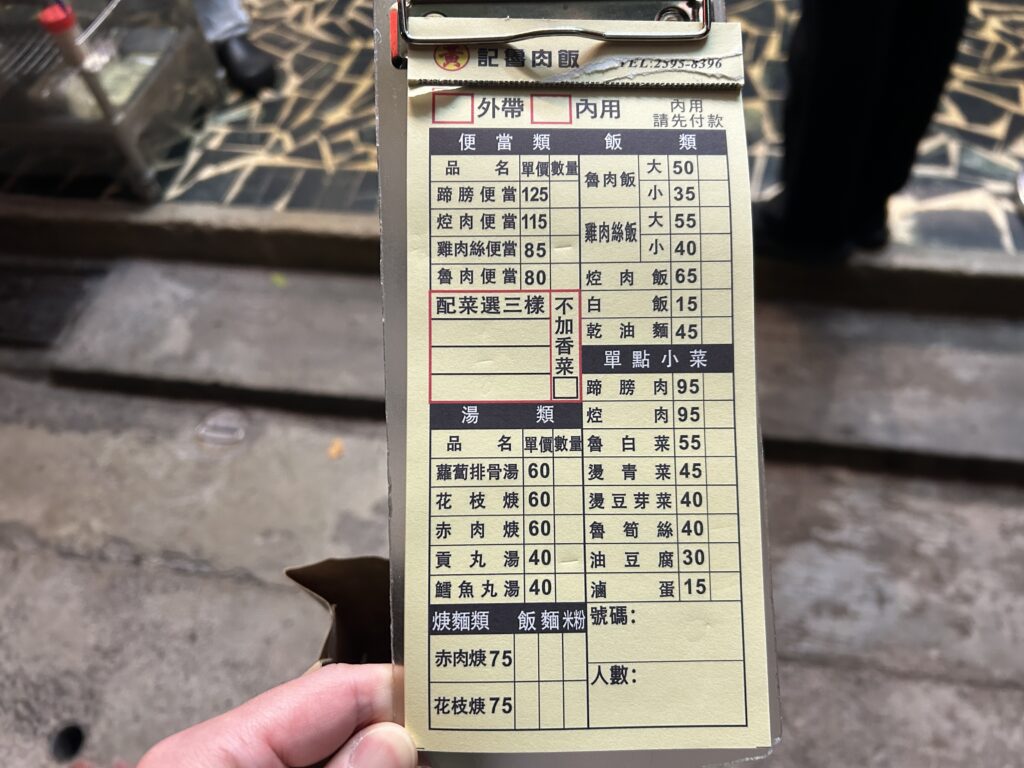 黃記魯肉飯 TEL:2595-8396
外帶 內用 內用
請先付款
便當類
品名 單價 數量
蹄膀便當 125
焢肉便當 115
雞肉絲便當 85
魯肉便當 80
配菜選三樣
不加香菜
湯類
品名 單價 數量
蘿蔔排骨湯 60
花枝焿 60
赤肉焿 60
貢丸湯 40
鱈魚丸湯 40
焿麵類 飯 麵 米粉
赤肉焿 75
花枝焿 75
飯類
魯肉飯 大 50
小 35
雞肉絲飯 大 55
小 40
焢肉飯 65
白飯 15
乾油麵 45
單點小菜
蹄膀肉 95
焢肉 95
魯白菜 55
燙青菜 45
燙豆芽菜 40
魯筍絲 40
油豆腐 30
滷蛋 15
號碼：
人數：